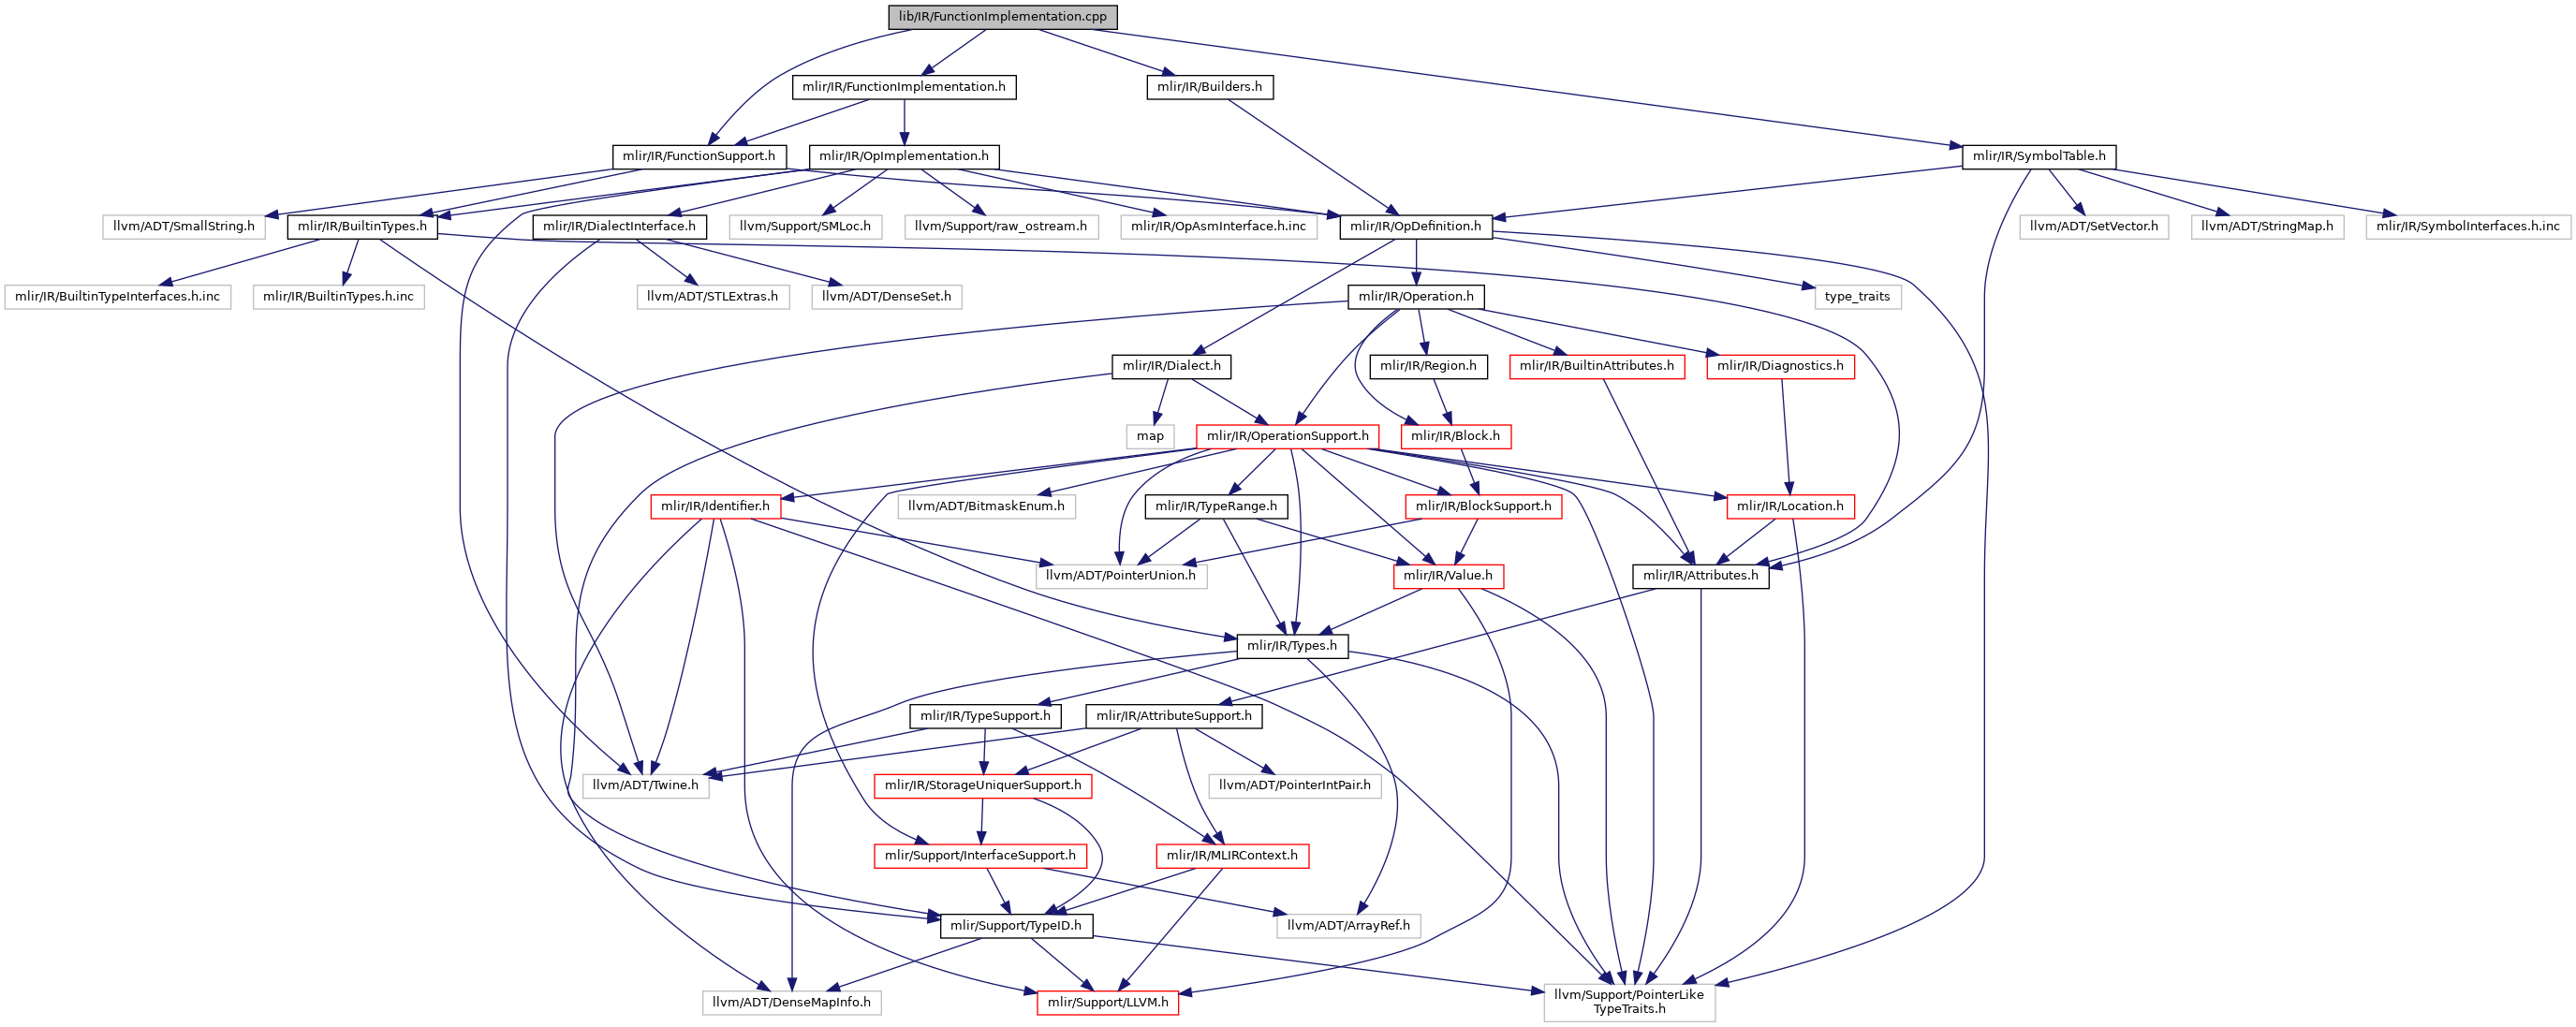 lib/IR/FunctionImplementation.cpp
mlir/IR/FunctionImplementation.h
mlir/IR/Builders.h
mlir/IR/FunctionSupport.h
mlir/IR/OpImplementation.h
mlir/IR/SymbolTable.h
llvm/ADT/SmallString.h
mlir/IR/BuiltinTypes.h
mlir/IR/DialectInterface.h
llvm/Support/SMLoc.h
llvm/Support/raw_ostream.h
mlir/IR/OpAsmInterface.h.inc
mlir/IR/OpDefinition.h
llvm/ADT/SetVector.h
llvm/ADT/StringMap.h
mlir/IR/SymbolInterfaces.h.inc
mlir/IR/BuiltinTypeInterfaces.h.inc
mlir/IR/BuiltinTypes.h.inc
llvm/ADT/STLExtras.h
llvm/ADT/DenseSet.h
mlir/IR/Operation.h
type_traits
mlir/IR/Dialect.h
mlir/IR/Region.h
mlir/IR/BuiltinAttributes.h
mlir/IR/Diagnostics.h
map
mlir/IR/OperationSupport.h
mlir/IR/Block.h
mlir/IR/Identifier.h
llvm/ADT/BitmaskEnum.h
mlir/IR/TypeRange.h
mlir/IR/BlockSupport.h
mlir/IR/Location.h
llvm/ADT/PointerUnion.h
mlir/IR/Value.h
mlir/IR/Attributes.h
mlir/IR/Types.h
mlir/IR/TypeSupport.h
mlir/IR/AttributeSupport.h
llvm/ADT/Twine.h
mlir/IR/StorageUniquerSupport.h
llvm/ADT/PointerIntPair.h
mlir/Support/InterfaceSupport.h
mlir/IR/MLIRContext.h
mlir/Support/TypeID.h
llvm/ADT/ArrayRef.h
llvm/ADT/DenseMapInfo.h
mlir/Support/LLVM.h
llvm/Support/PointerLike
TypeTraits.h